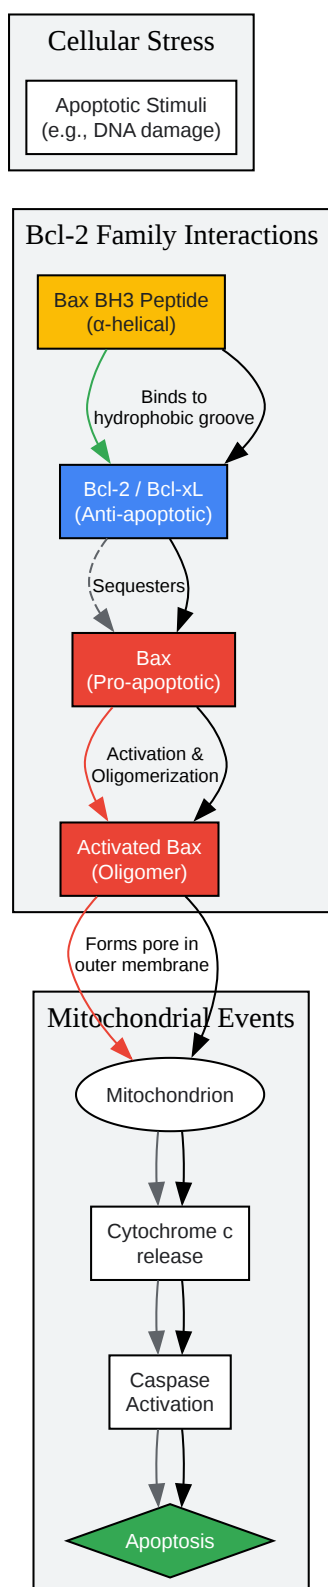 Cellular Stress
Apoptotic Stimuli
(e.g., DNA damage)
Bcl-2 Family Interactions
Bax BH3 Peptide
(α-helical)
Binds to
hydrophobic groove
Bcl-2 / Bcl-xL
(Anti-apoptotic)
Sequesters
Bax
(Pro-apoptotic)
Activation &
Oligomerization
Activated Bax
(Oligomer)
Forms pore in
outer membrane
Mitochondrial Events
Mitochondrion
Cytochrome c
release
Caspase
Activation
Apoptosis